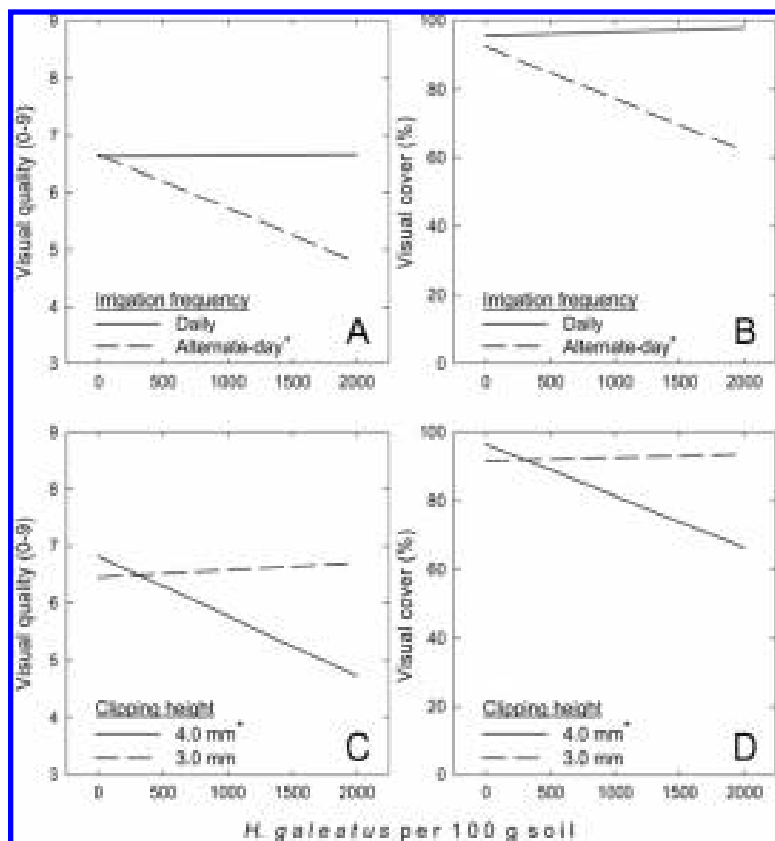 9
8
7
6
5
4
3
Visual quality (0-9)
Irrigation frequency
Daily
Alternate-day*
A
0 500 1000 1500 2000
100
80
60
40
20
0
Visual cover (%)
Irrigation frequency
Daily
Alternate-day*
B
0 500 1000 1500 2000
9
8
7
6
5
4
3
Visual quality (0-9)
Clipping height
4.0 mm*
3.0 mm
C
0 500 1000 1500 2000
100
80
60
40
20
0
Visual cover (%)
Clipping height
4.0 mm*
3.0 mm
D
0 500 1000 1500 2000
H. galeatus per 100 g soil